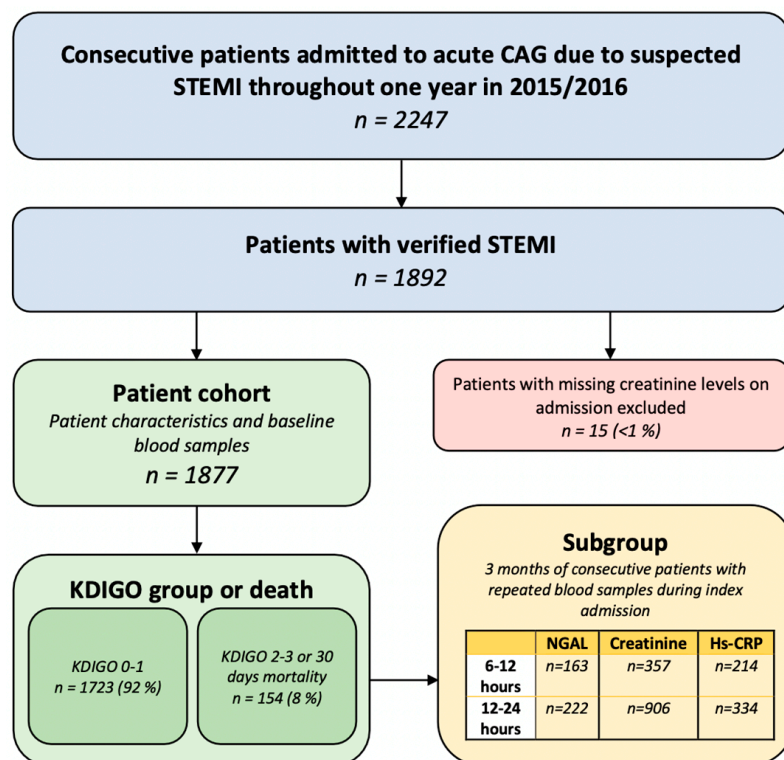 Consecutive patients admitted to acute CAG due to suspected
STEMI throughout one year in 2015/2016
n = 2247
Patients with verified STEMI
n = 1892
Patient cohort
Patient characteristics and baseline
blood samples
n = 1877
Patients with missing creatinine levels on
admission excluded
n = 15 (<1 %)
KDIGO group or death
KDIGO 0-1
n = 1723 (92 %)
KDIGO 2-3 or 30
days mortality
n = 154 (8 %)
Subgroup
3 months of consecutive patients with
repeated blood samples during index
admission
NGAL Creatinine Hs-CRP
6-12
hours
n=163 n=357 n=214
12-24
hours
n=222 n=906 n=334